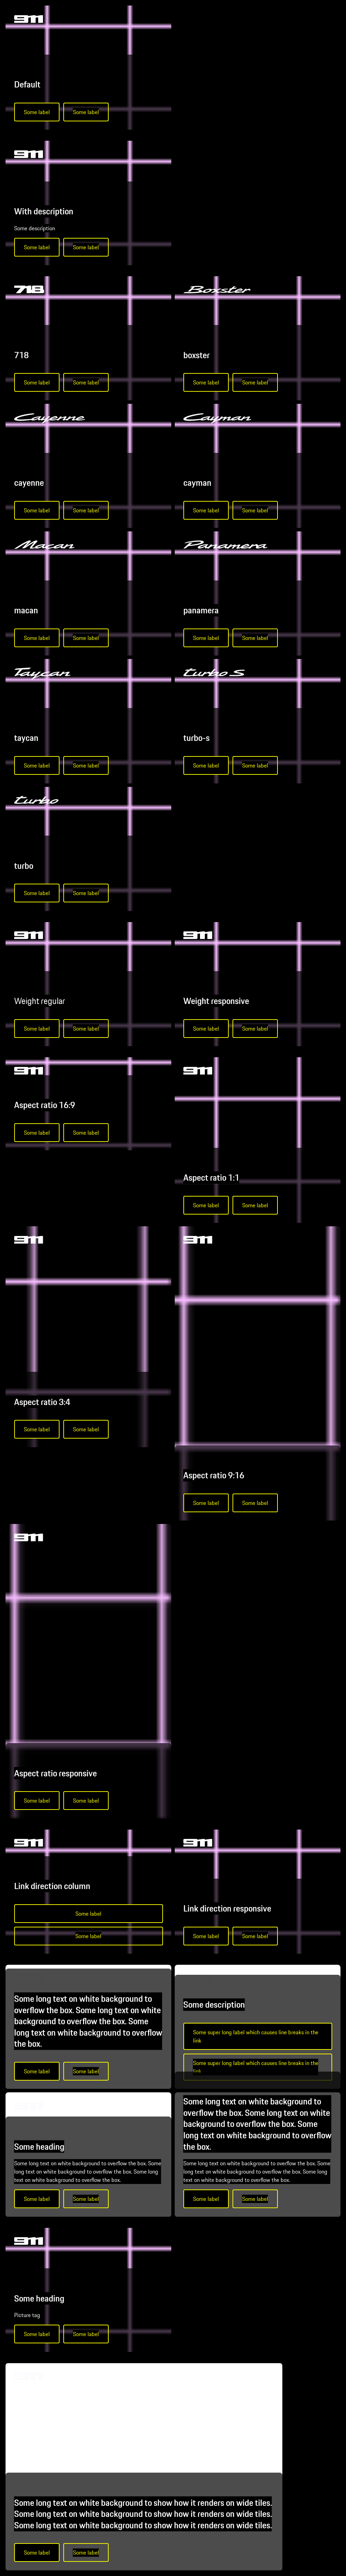 911
Default
Some label Some label
911
With description
Some description
Some label Some label
718 Boxster
718 boxster
Some label Some label Some label Some label
Cayenne Cayman
cayenne cayman
Some label Some label Some label Some label
Macan Panamera
macan panamera
Some label Some label Some label Some label
Taycan turbo S
taycan turbo-s
Some label Some label Some label Some label
turbo
turbo
Some label Some label
911 911
Weight regular Weight responsive
Some label Some label Some label Some label
911
Aspect ratio 16:9
Some label Some label
911
Aspect ratio 1:1
Some label Some label
911
Aspect ratio 3:4
Some label Some label
911
Aspect ratio 9:16
Some label Some label
911
Aspect ratio responsive
Some label Some label
911
Link direction column
Some label
Some label
911
Link direction responsive
Some label Some label
Some long text on white background to
overflow the box. Some long text on white
background to overflow the box. Some
long text on white background to overflow
the box.
Some label Some label
Some description
Some super long label which causes line breaks in the
link
Some super long label which causes line breaks in the
link
Some heading
Some long text on white background to overflow the box. Some
long text on white background to overflow the box. Some long
text on white background to overflow the box.
Some label Some label
Some long text on white background to
overflow the box. Some long text on white
background to overflow the box. Some
long text on white background to overflow
the box.
Some long text on white background to overflow the box. Some
long text on white background to overflow the box. Some long
text on white background to overflow the box.
Some label Some label
911
Some heading
Picture tag
Some label Some label
Some long text on white background to show how it renders on wide tiles.
Some long text on white background to show how it renders on wide tiles.
Some long text on white background to show how it renders on wide tiles.
Some label Some label